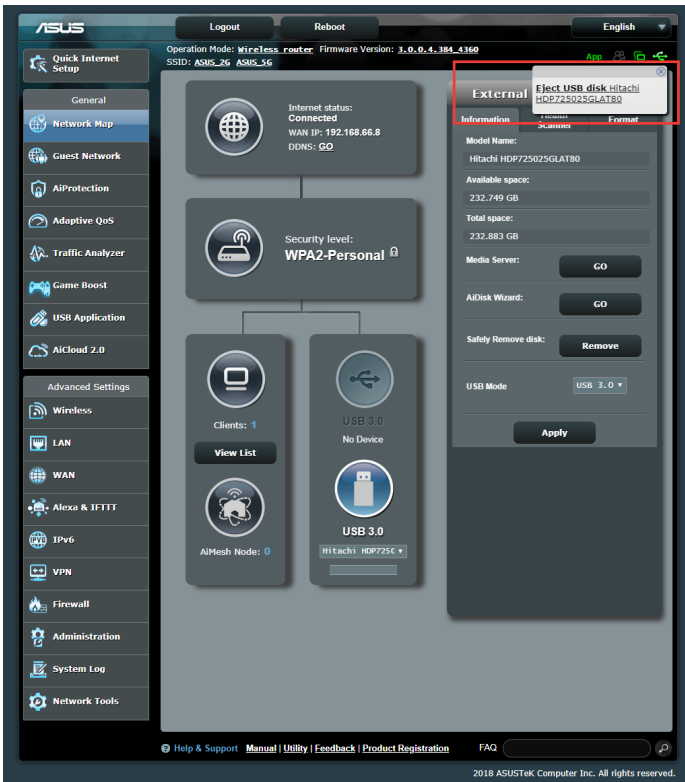 ASUS
Logout
Reboot
English
Quick Internet
Setup
Operation Mode: Wireless router Firmware Version: 3.0.0.4.384_4360
SSID: ASUS_2G ASUS_5G
App
General
Network Map
Guest Network
AiProtection
Adaptive QoS
Traffic Analyzer
Game Boost
USB Application
AiCloud 2.0
Advanced Settings
Wireless
LAN
WAN
Alexa & IFTTT
IPv6
VPN
Firewall
Administration
System Log
Network Tools
Internet status:
Connected
WAN IP: 192.168.66.8
DDNS: GO
Security level:
WPA2-Personal
Clients: 1
View List
AiMesh Node: 0
USB 3.0
No Device
USB 3.0
Hitachi HDP725
External
Eject USB disk Hitachi
HDP725025GLAT80
Information
Health
Scanner
Format
Model Name:
Hitachi HDP725025GLAT80
Available space:
232.749 GB
Total space:
232.883 GB
Media Server:
GO
AiDisk Wizard:
GO
Safely Remove disk:
Remove
USB Mode
USB 3.0
Apply
Help & Support Manual | Utility | Feedback | Product Registration
FAQ
2018 ASUSTeK Computer Inc. All rights reserved.